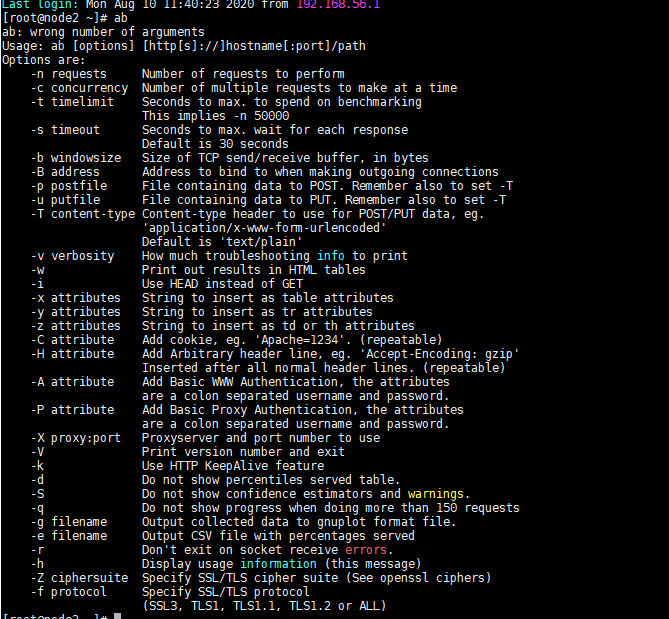 Last login: Mon Aug 10 11:40:23 2020 from 192.168.56.1
[root@node2 ~]# ab
ab: wrong number of arguments
Usage: ab [options] [http[s]://]hostname[:port]/path
Options are:
    -n requests     Number of requests to perform
    -c concurrency  Number of multiple requests to make at a time
    -t timelimit    Seconds to max. to spend on benchmarking
                    This implies -n 50000
    -s timeout      Seconds to max. wait for each response
                    Default is 30 seconds
    -b windowsize   Size of TCP send/receive buffer, in bytes
    -B address      Address to bind to when making outgoing connections
    -p postfile     File containing data to POST. Remember also to set -T
    -u putfile      File containing data to PUT. Remember also to set -T
    -T content-type Content-type header to use for POST/PUT data, eg.
                    'application/x-www-form-urlencoded'
                    Default is 'text/plain'
    -v verbosity    How much troubleshooting info to print
    -w              Print out results in HTML tables
    -i              Use HEAD instead of GET
    -x attributes   String to insert as table attributes
    -y attributes   String to insert as tr attributes
    -z attributes   String to insert as td or th attributes
    -C attribute    Add cookie, eg. 'Apache=1234'. (repeatable)
    -H attribute    Add Arbitrary header line, eg. 'Accept-Encoding: gzip'
                    Inserted after all normal header lines. (repeatable)
    -A attribute    Add Basic WWW Authentication, the attributes
                    are a colon separated username and password.
    -P attribute    Add Basic Proxy Authentication, the attributes
                    are a colon separated username and password.
    -X proxy:port   Proxyserver and port number to use
    -V              Print version number and exit
    -k              Use HTTP KeepAlive feature
    -d              Do not show percentiles served table.
    -S              Do not show confidence estimators and warnings.
    -q              Do not show progress when doing more than 150 requests
    -g filename     Output collected data to gnuplot format file.
    -e filename     Output CSV file with percentages served
    -r              Don't exit on socket receive errors.
    -h              Display usage information (this message)
    -Z ciphersuite  Specify SSL/TLS cipher suite (See openssl ciphers)
    -f protocol     Specify SSL/TLS protocol
                    (SSL3, TLS1, TLS1.1, TLS1.2 or ALL)
[root@node2 ~]#